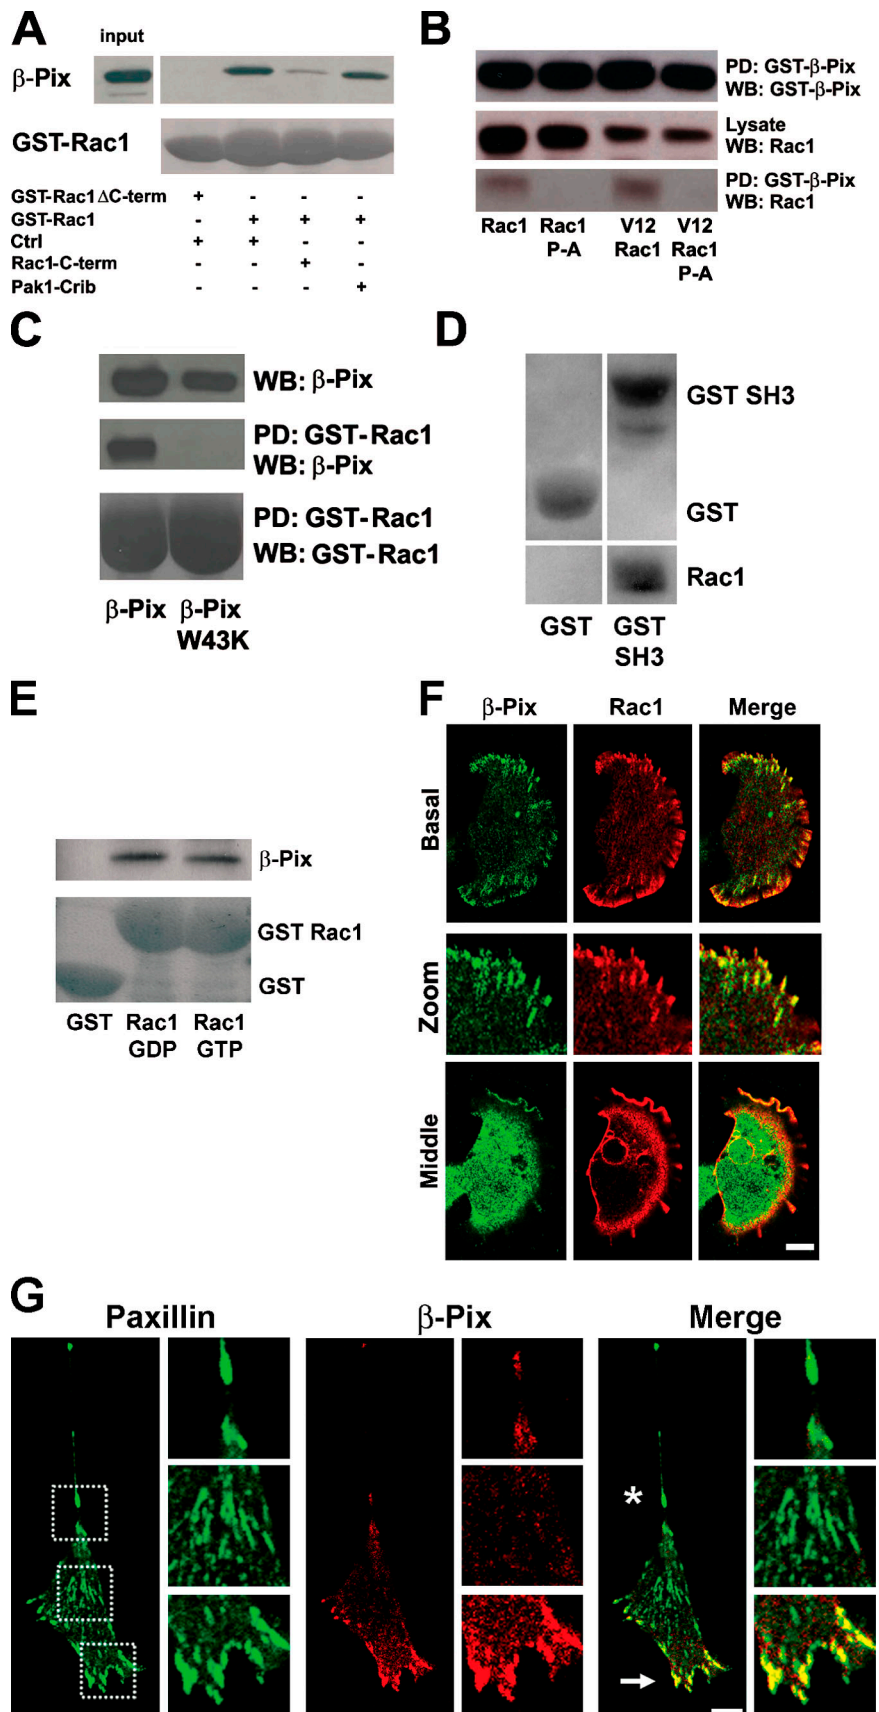 A
input
β-Pix
GST-Rac1
GST-Rac1ΔC-term + - - -
GST-Rac1 - + + +
Ctrl + + - -
Rac1-C-term - - + -
Pak1-Crib - - - +
B
PD: GST-β-Pix
WB: GST-β-Pix
Lysate
WB: Rac1
PD: GST-β-Pix
WB: Rac1
Rac1
Rac1 P-A
V12 Rac1
V12 Rac1 P-A
C
WB: β-Pix
PD: GST-Rac1
WB: β-Pix
PD: GST-Rac1
WB: GST-Rac1
β-Pix
β-Pix W43K
D
GST SH3
GST
Rac1
GST
GST SH3
E
β-Pix
GST Rac1
GST
GST
Rac1 GDP
Rac1 GTP
F
β-Pix Rac1 Merge
Basal
Zoom
Middle
G
Paxillin β-Pix Merge
*